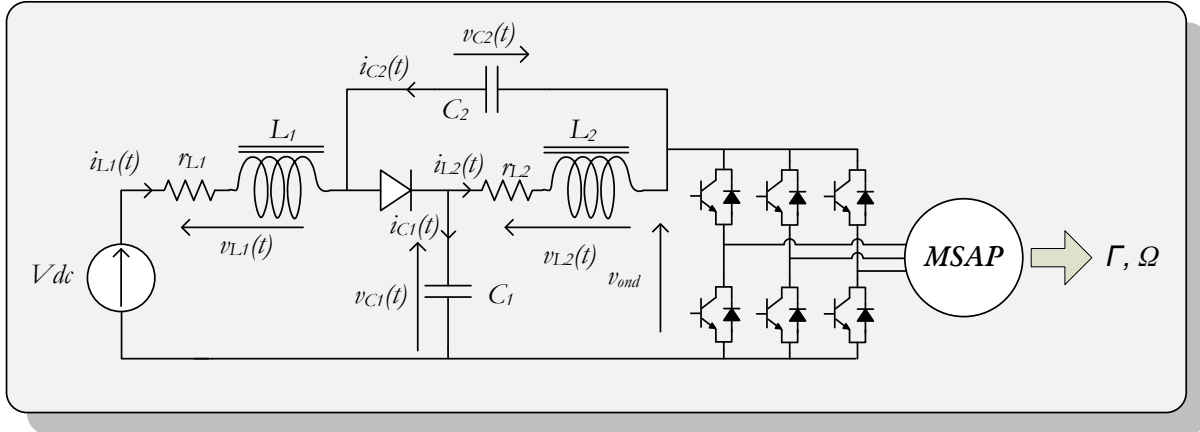 vC2(t)
iC2(t)
C2
L1
L2
iL1(t)
rL1
iL2(t)
rL2
iC1(t)
vL1(t)
vL2(t)
vond
MSAP
Γ, Ω
Vdc
vC1(t)
C1